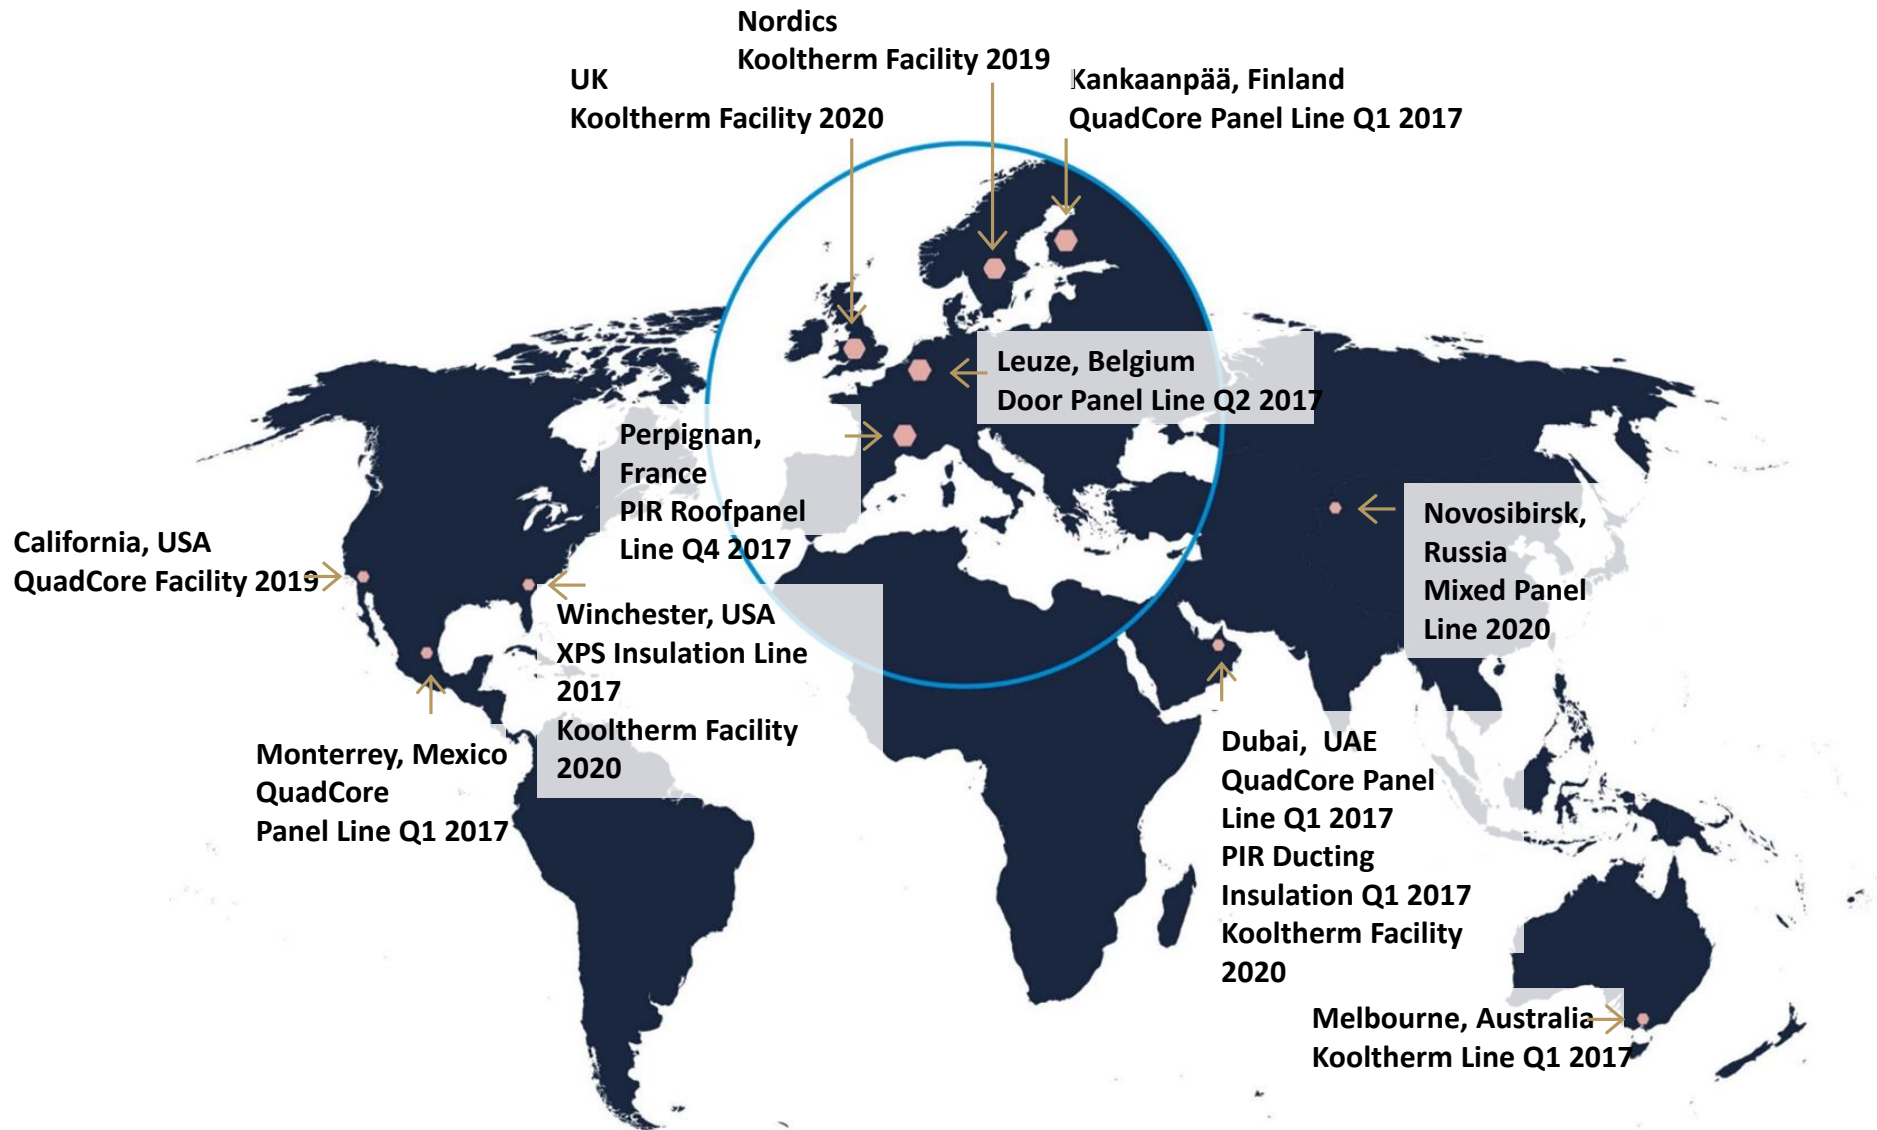 Nordics
Kooltherm Facility 2019
UK
Kooltherm Facility 2020
Kankaanpää, Finland
QuadCore Panel Line Q1 2017
Leuze, Belgium
Door Panel Line Q2 2017
Perpignan,
France
PIR Roofpanel
Line Q4 2017
Novosibirsk,
Russia
Mixed Panel
Line 2020
California, USA
QuadCore Facility 2019
Winchester, USA
XPS Insulation Line
2017
Kooltherm Facility
2020
Monterrey, Mexico
QuadCore
Panel Line Q1 2017
Dubai, UAE
QuadCore Panel
Line Q1 2017
PIR Ducting
Insulation Q1 2017
Kooltherm Facility
2020
Melbourne, Australia
Kooltherm Line Q1 2017